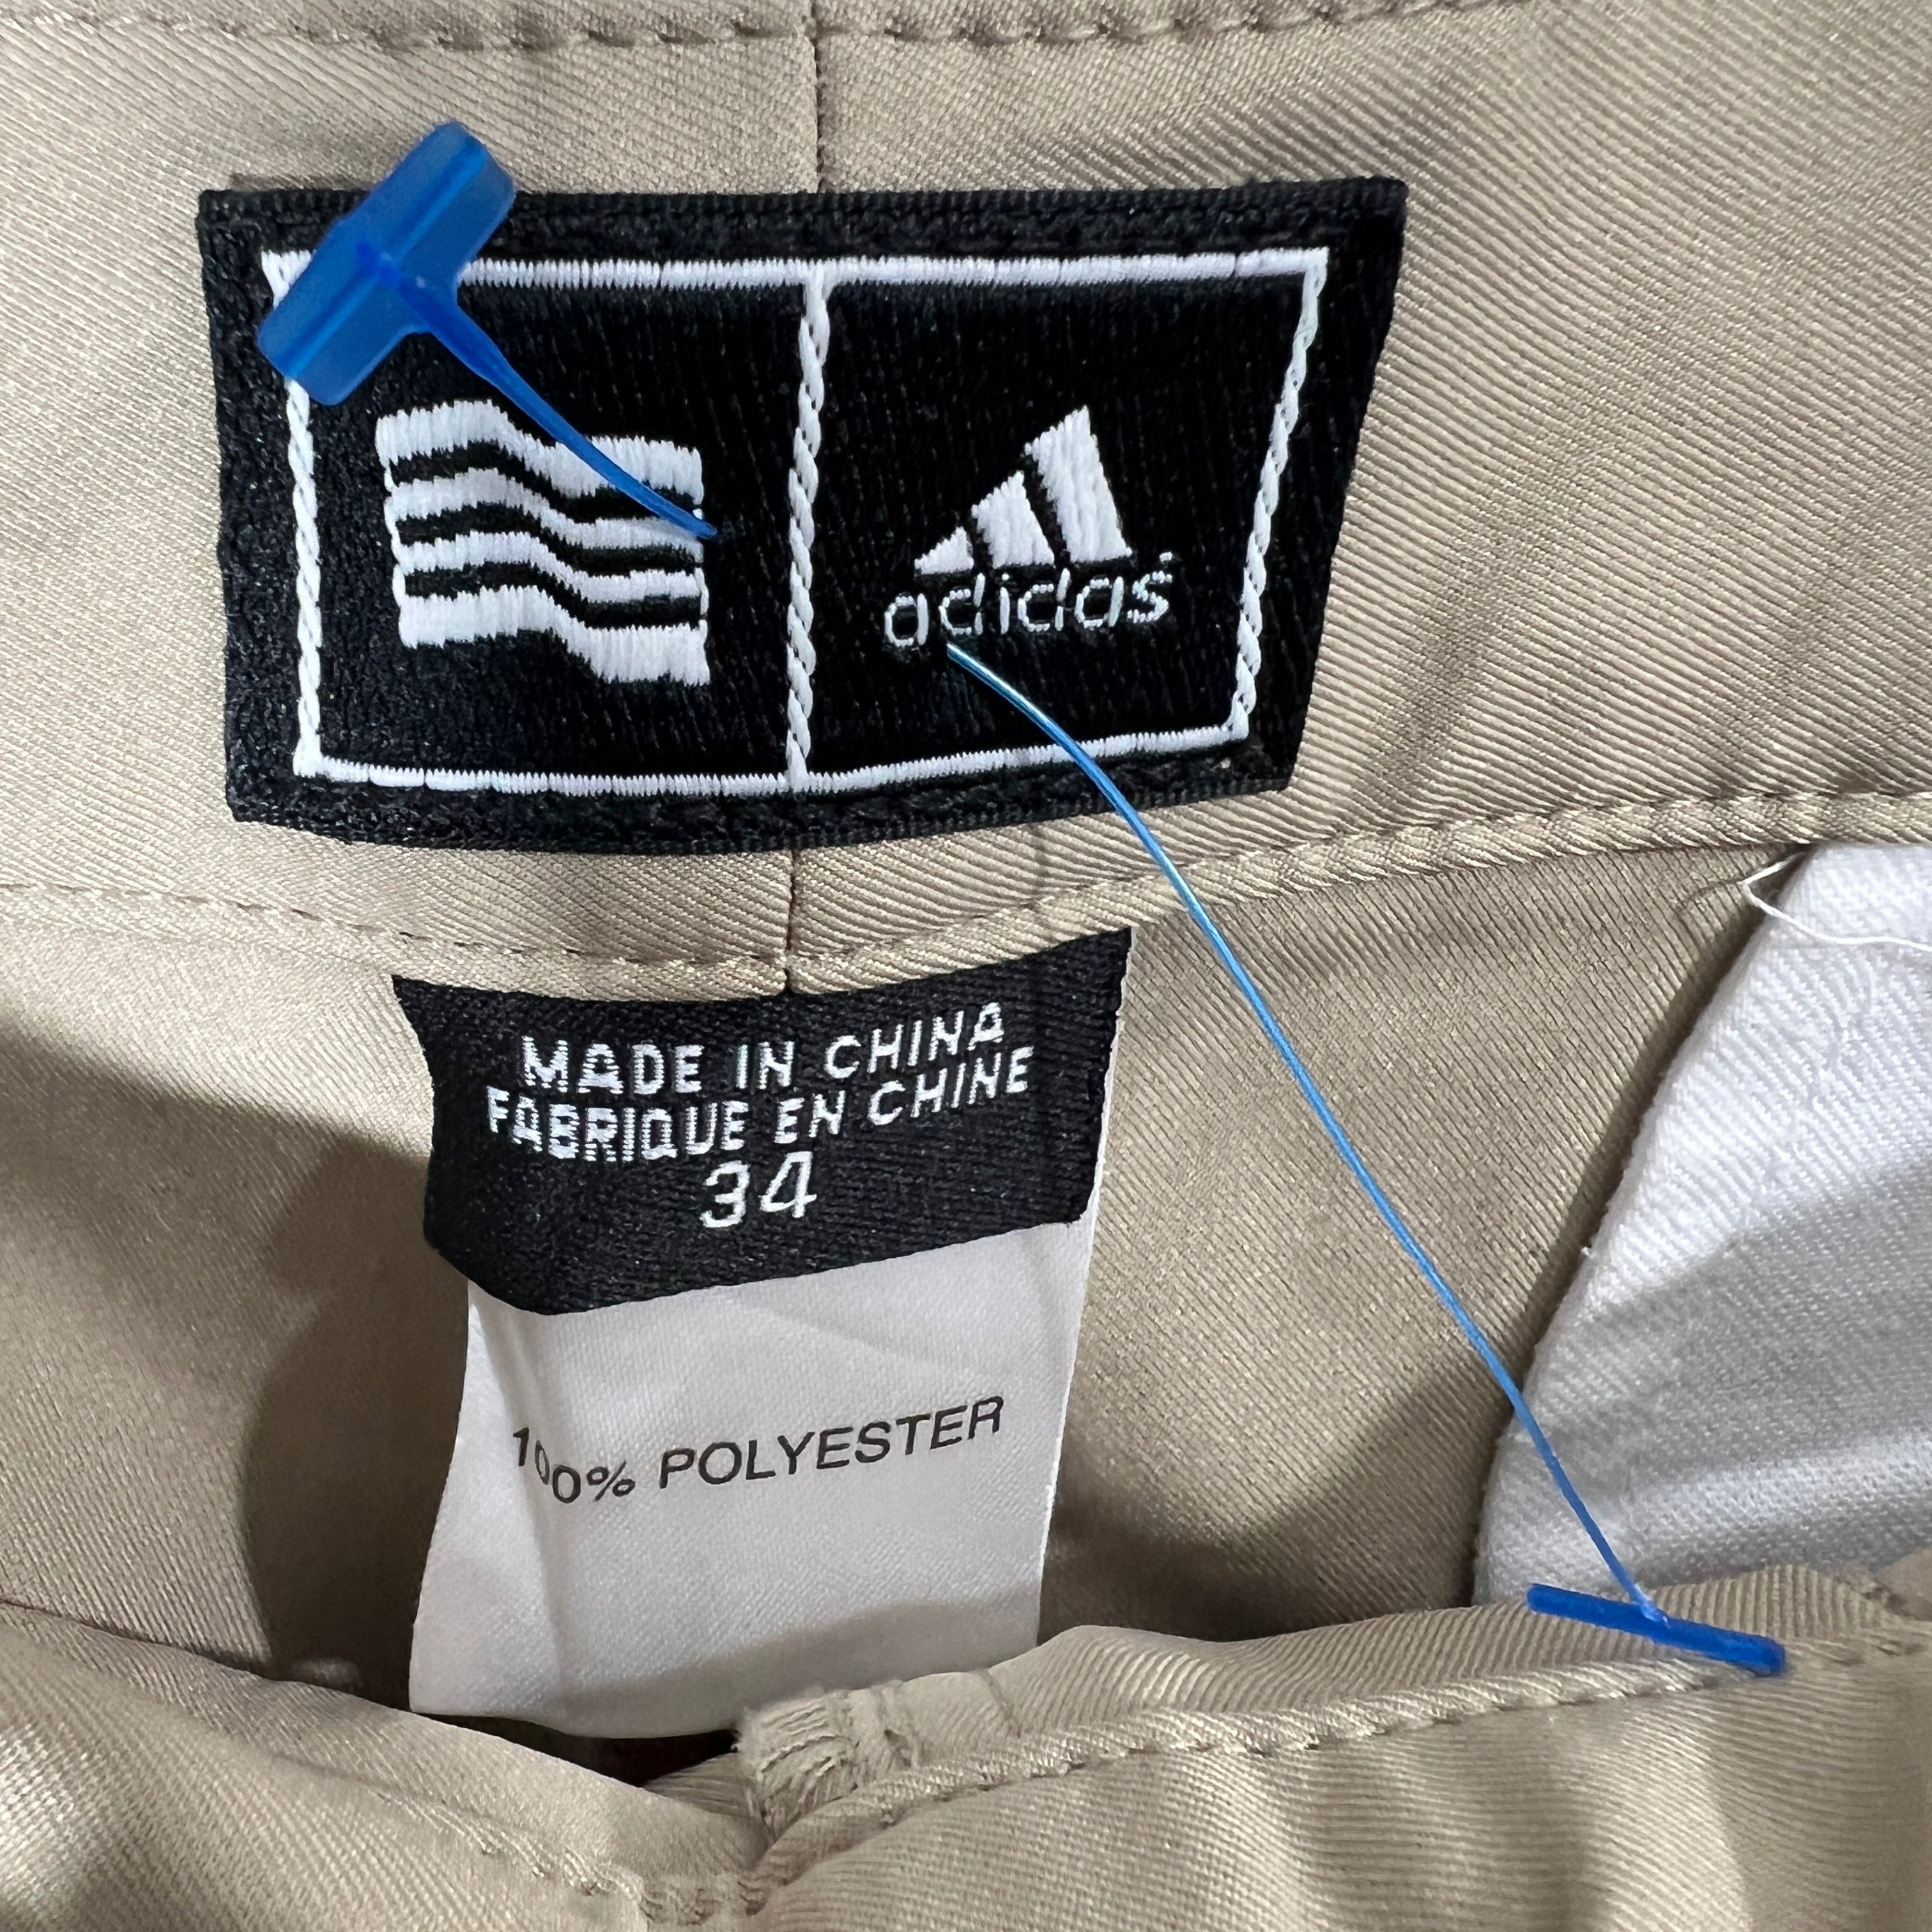 adidas
MADE IN CHINA
FABRIQUE EN CHINE
34
100% POLYESTER